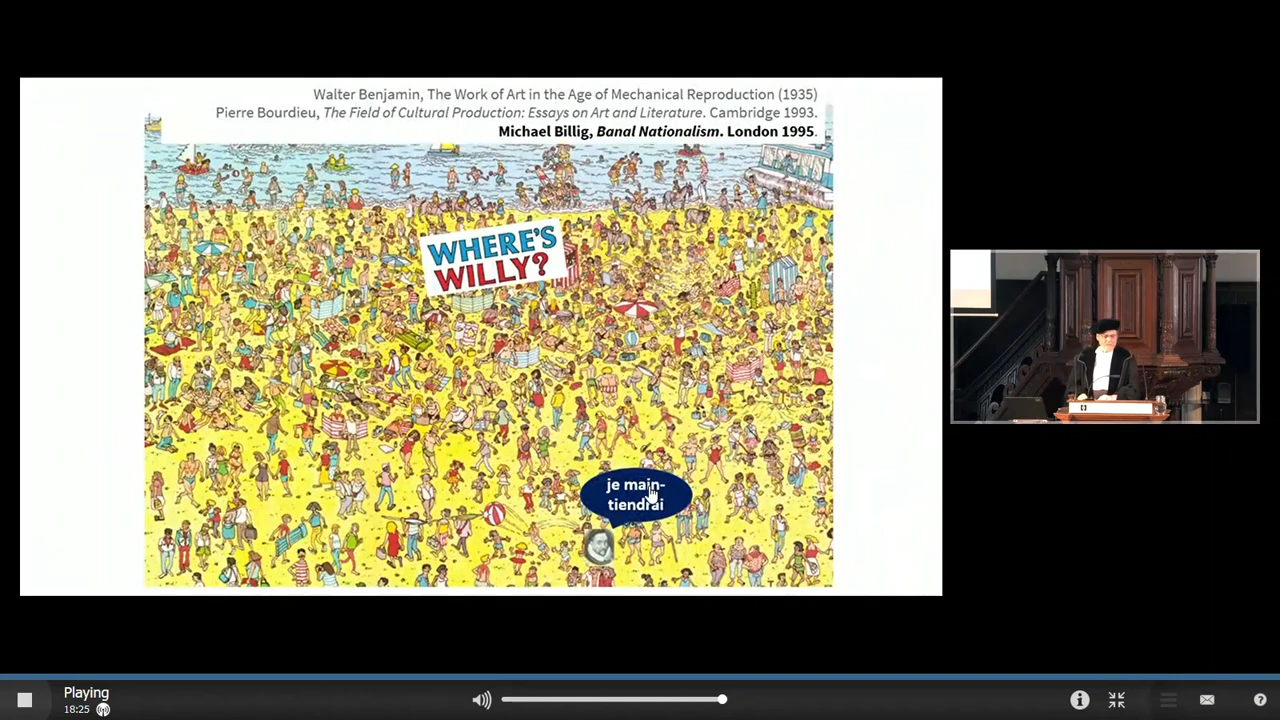 Walter Benjamin, The Work of Art in the Age of Mechanical Reproduction (1935)
Pierre Bourdieu, The Field of Cultural Production: Essays on Art and Literature. Cambridge 1993.
Michael Billig, Banal Nationalism. London 1995.
WHERE'S
WILLY?
je main-
tiendrai
Playing
18:25